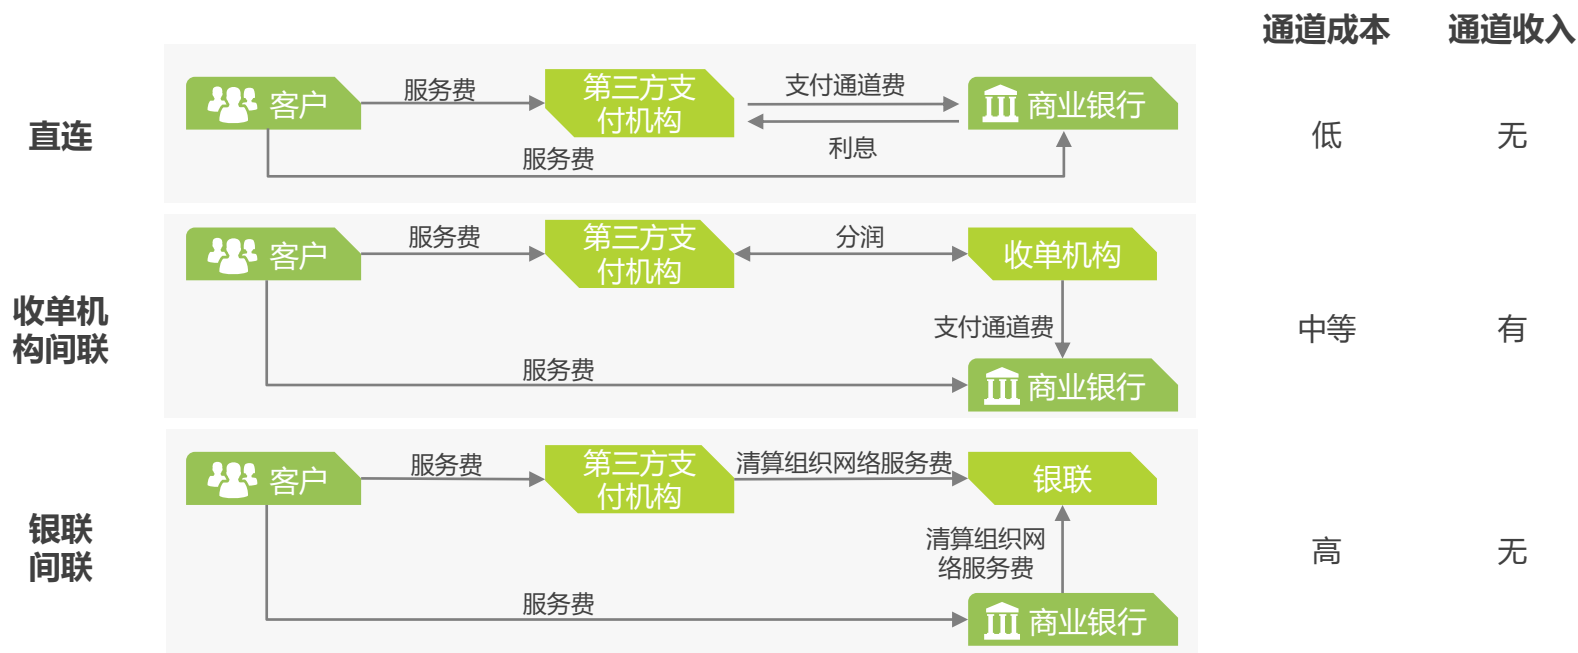 通道成本 通道收入
直连
客户
服务费
第三方支
付机构
支付通道费
利息
商业银行
服务费
低 无
收单机
构间联
客户
服务费
第三方支
付机构
分润
收单机构
支付通道费
服务费
商业银行
中等 有
银联
间联
客户
服务费
第三方支
付机构
清算组织网络服务费
银联
清算组织网
络服务费
服务费
商业银行
高 无